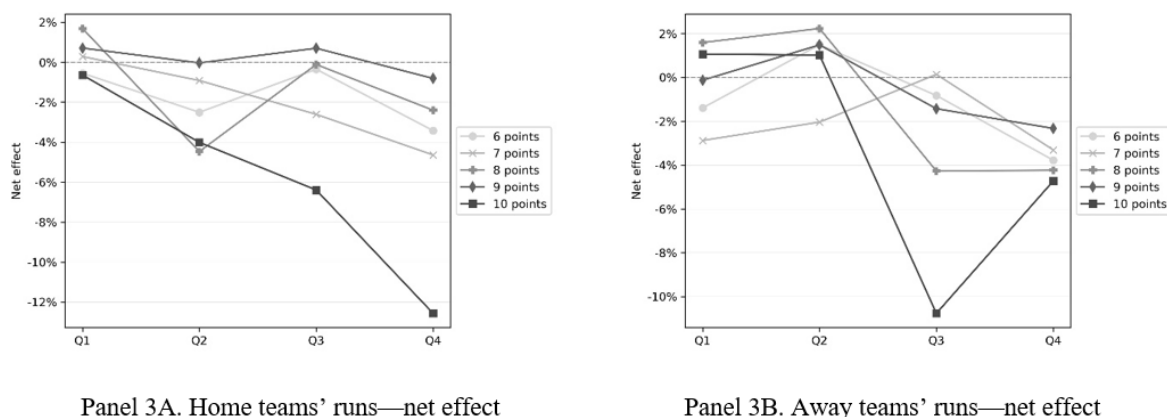 2%
0%
-2%
-4%
-6%
-8%
-10%
-12%
Net effect
Q1 Q2 Q3 Q4
6 points
7 points
8 points
9 points
10 points
Panel 3A. Home teams’ runs—net effect
2%
0%
-2%
-4%
-6%
-8%
-10%
Net effect
Q1 Q2 Q3 Q4
6 points
7 points
8 points
9 points
10 points
Panel 3B. Away teams’ runs—net effect